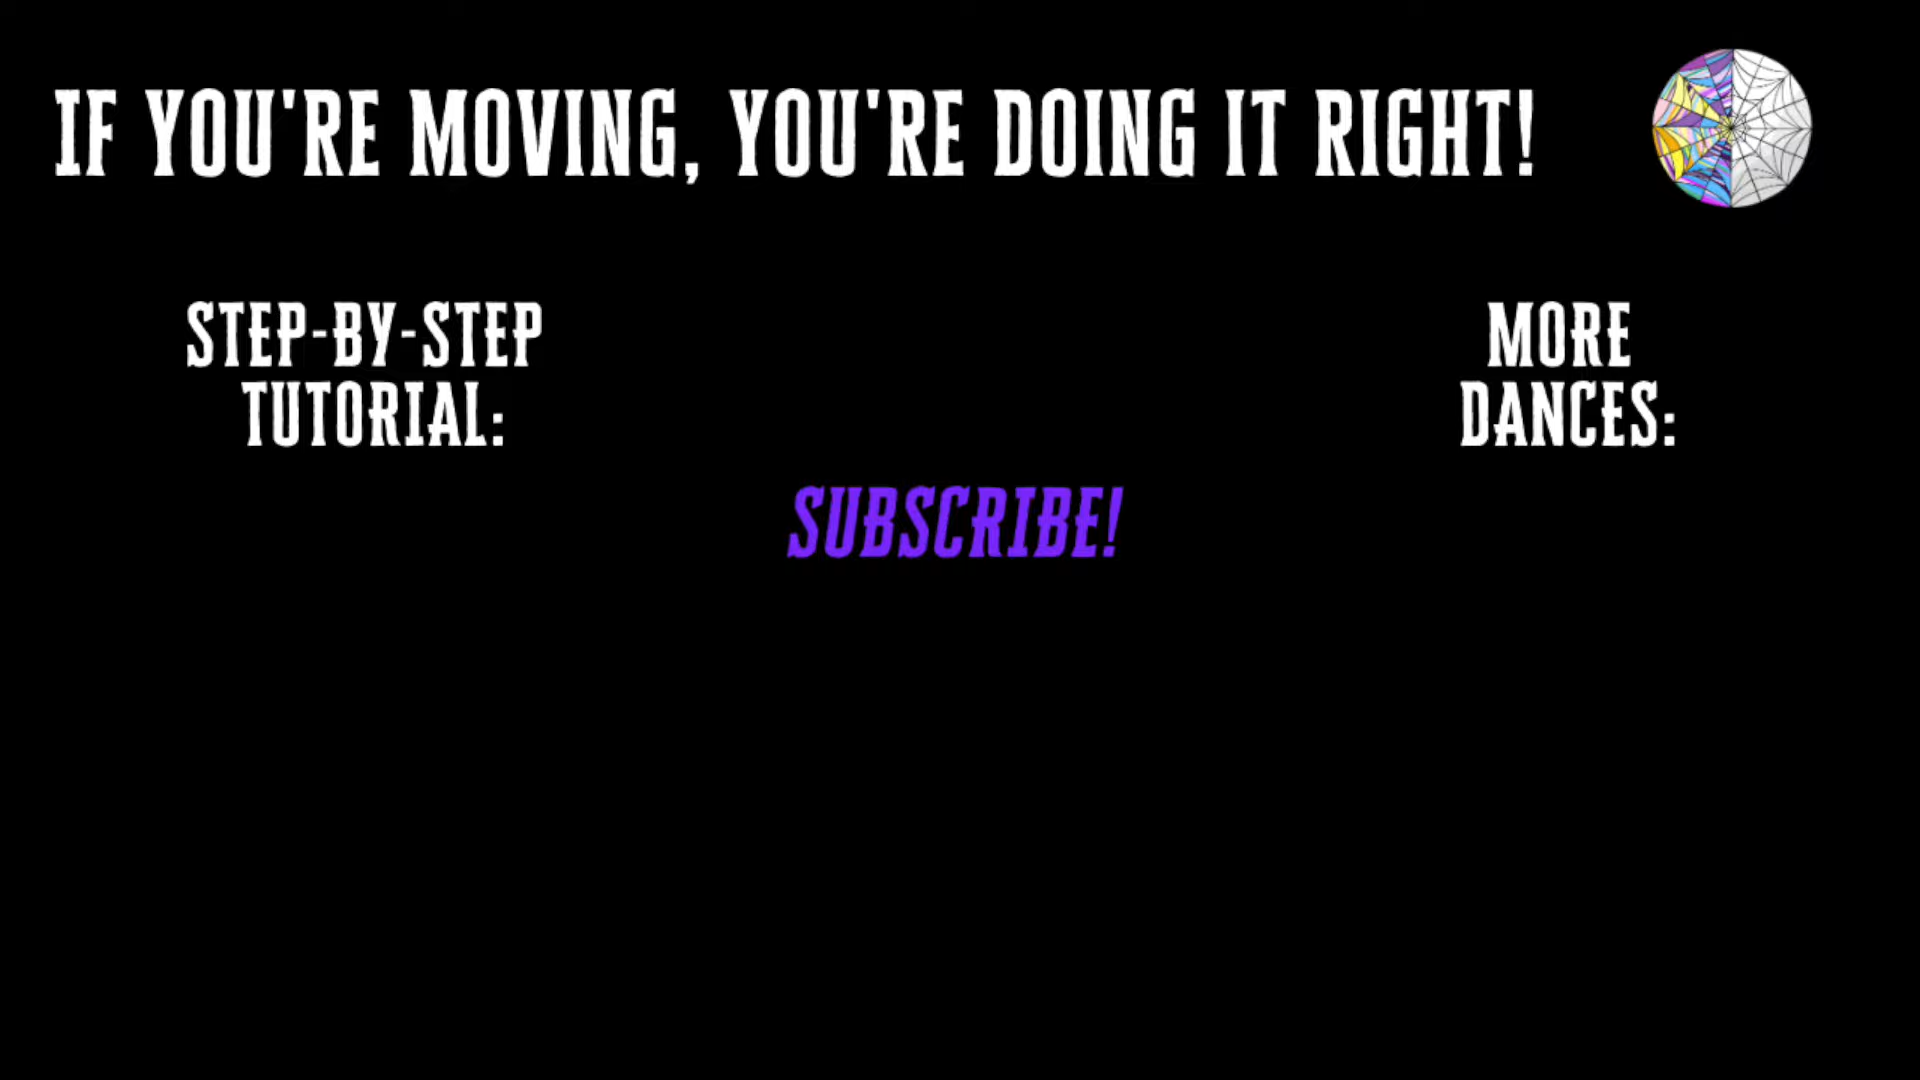 IF YOU'RE MOVING, YOU'RE DOING IT RIGHT!
STEP-BY-STEP
TUTORIAL:
MORE
DANCES:
SUBSCRIBE!